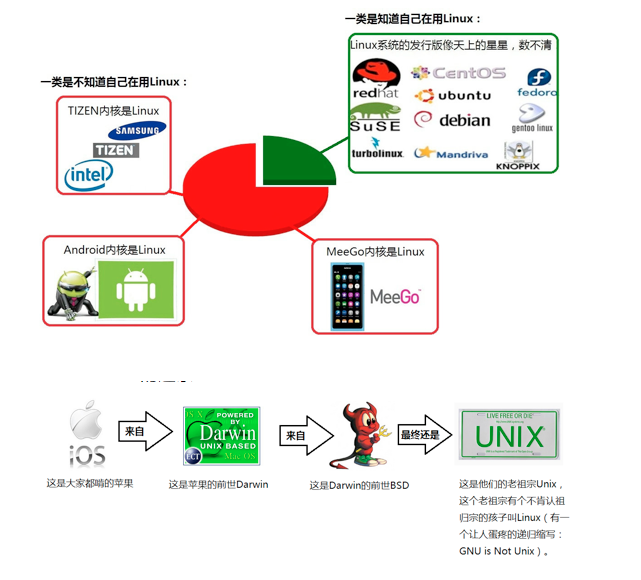 一类是知道自己在用Linux：
Linux系统的发行版像天上的星星，数不清
redhat
CentOS
fedora
ubuntu
SuSE
debian
gentoo linux
turbolinux
Mandriva
KNOPPIX
一类是不知道自己在用Linux：
TIZEN内核是Linux
SAMSUNG
TIZEN
intel
Android内核是Linux
MeeGo内核是Linux
MeeGo
iOS
来自
POWERED
BY
Darwin
UNIX BASED
Mac OS
来自
最终还是
LIVE FREE OR DIE
UNIX
这是大家都啃的苹果
这是苹果的前世Darwin
这是Darwin的前世BSD
这是他们的老祖宗Unix，
这个老祖宗有个不肯认祖
归宗的孩子叫Linux（有一
个让人蛋疼的递归缩写：
GNU is Not Unix）。